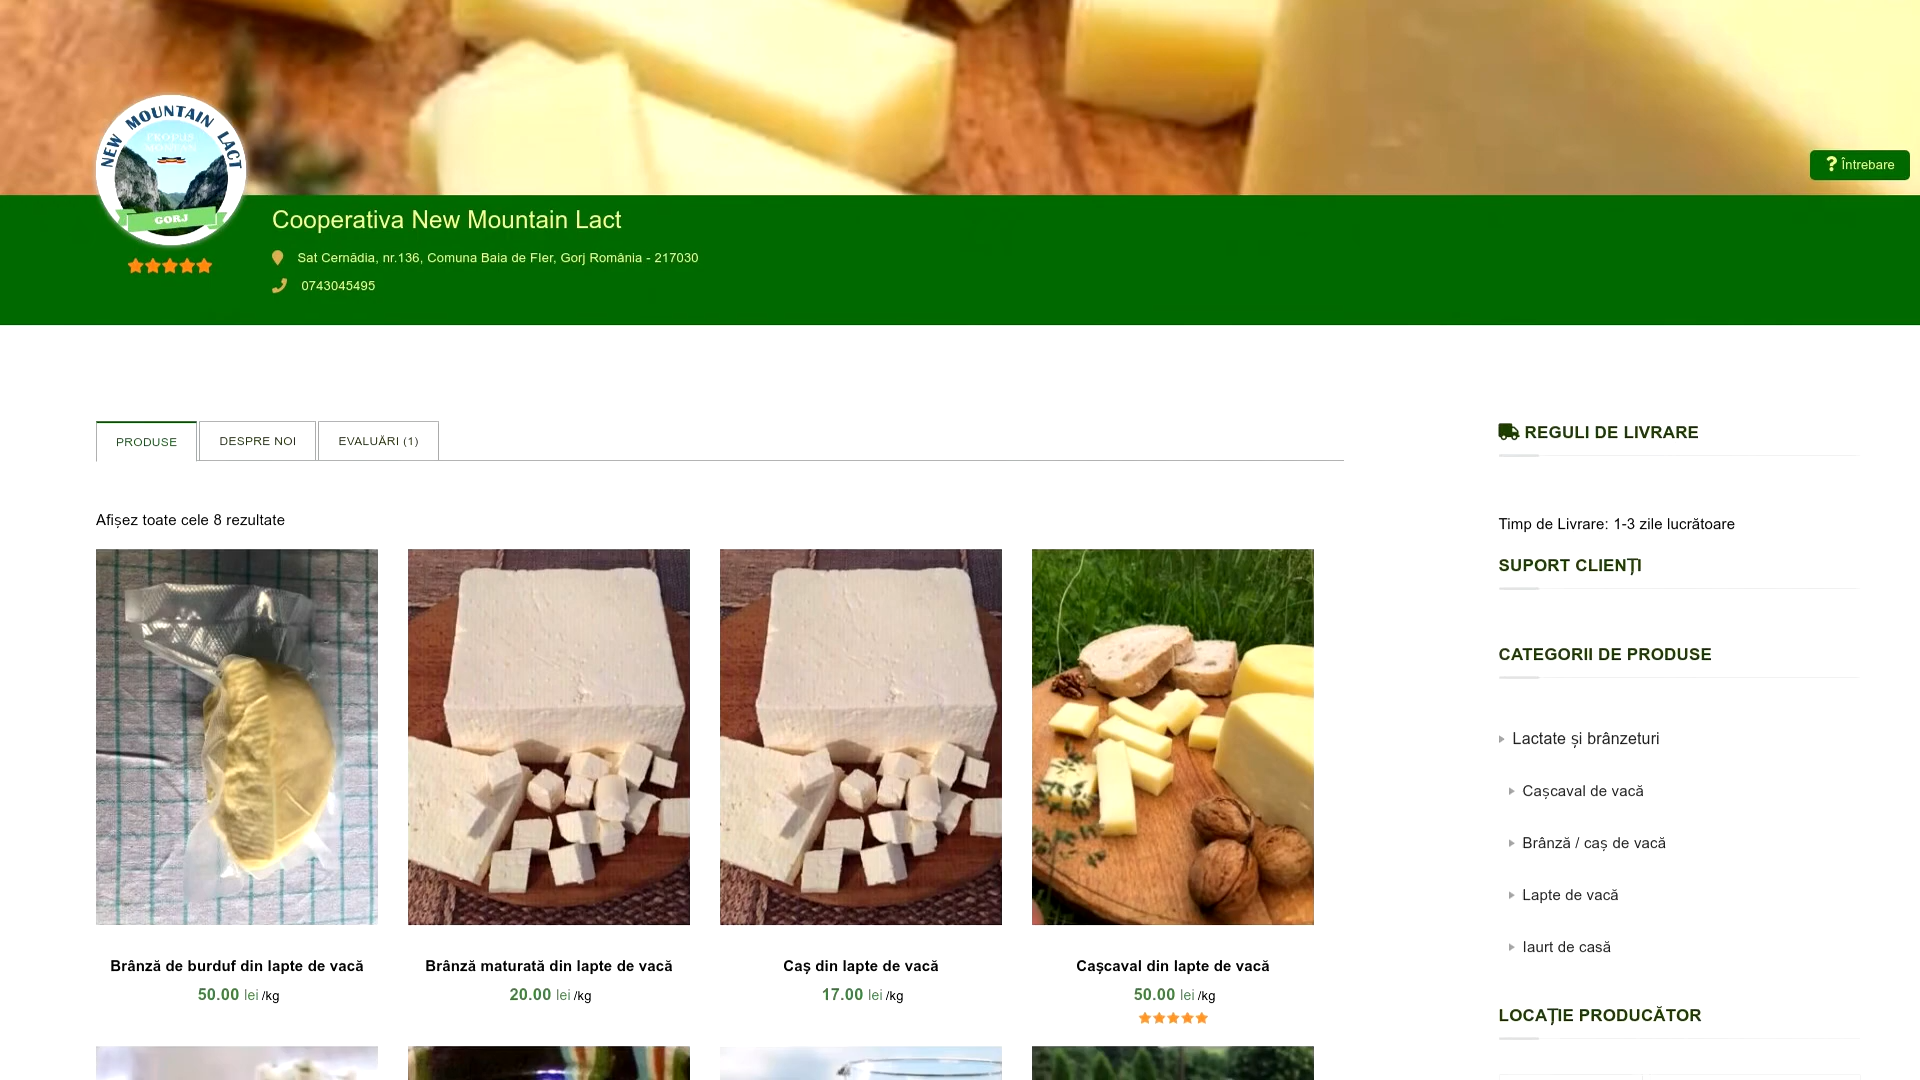 NEW MOUNTAIN LACT
PRODUS
MONTAN
GORJ
Întrebare
Cooperativa New Mountain Lact
Sat Cernădia, nr.136, Comuna Baia de FIer, Gorj România - 217030
0743045495
PRODUSE
DESPRE NOI
EVALUĂRI (1)
Afișez toate cele 8 rezultate
Brânză de burduf din lapte de vacă
50.00 lei /kg
Brânză maturată din lapte de vacă
20.00 lei /kg
Caș din lapte de vacă
17.00 lei /kg
Cașcaval din lapte de vacă
50.00 lei /kg
REGULI DE LIVRARE
Timp de Livrare: 1-3 zile lucrătoare
SUPORT CLIENȚI
CATEGORII DE PRODUSE
Lactate și brânzeturi
Cașcaval de vacă
Brânză / caș de vacă
Lapte de vacă
Iaurt de casă
LOCAȚIE PRODUCĂTOR